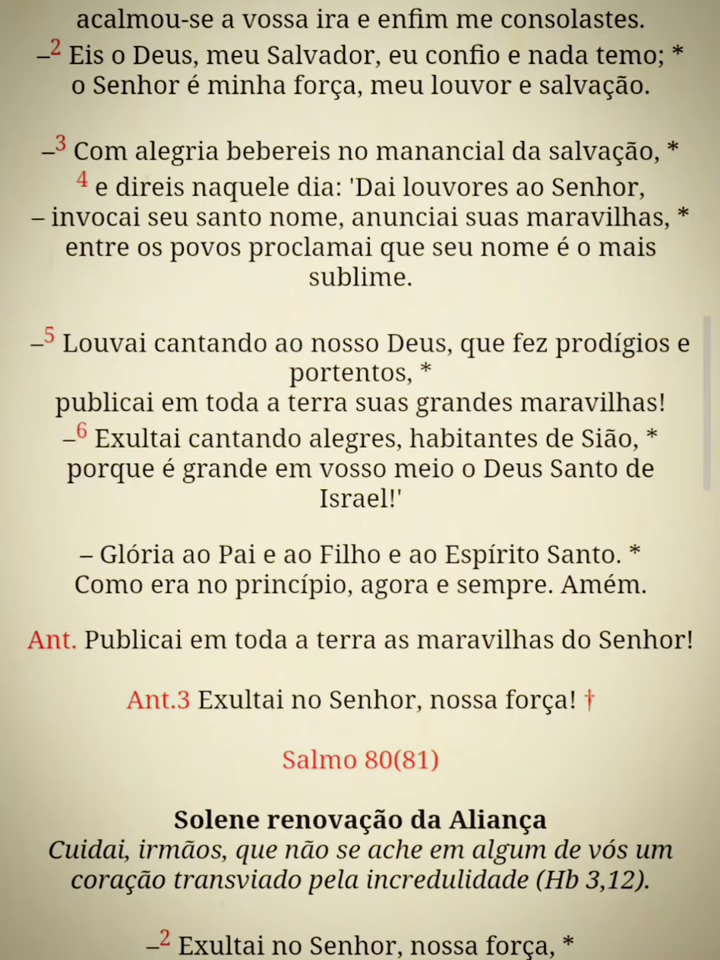 acalmou-se a vossa ira e enfim me consolastes.
–2 Eis o Deus, meu Salvador, eu confio e nada temo; *
o Senhor é minha força, meu louvor e salvação.
–3 Com alegria bebereis no manancial da salvação, *
4 e direis naquele dia: 'Dai louvores ao Senhor,
– invocai seu santo nome, anunciai suas maravilhas, *
entre os povos proclamai que seu nome é o mais
sublime.
–5 Louvai cantando ao nosso Deus, que fez prodígios e
portentos, *
publicai em toda a terra suas grandes maravilhas!
–6 Exultai cantando alegres, habitantes de Sião, *
porque é grande em vosso meio o Deus Santo de
Israel!'
– Glória ao Pai e ao Filho e ao Espírito Santo. *
Como era no princípio, agora e sempre. Amém.
Ant. Publicai em toda a terra as maravilhas do Senhor!
Ant.3 Exultai no Senhor, nossa força! †
Salmo 80(81)
Solene renovação da Aliança
Cuidai, irmãos, que não se ache em algum de vós um
coração transviado pela incredulidade (Hb 3,12).
–2 Exultai no Senhor, nossa força, *